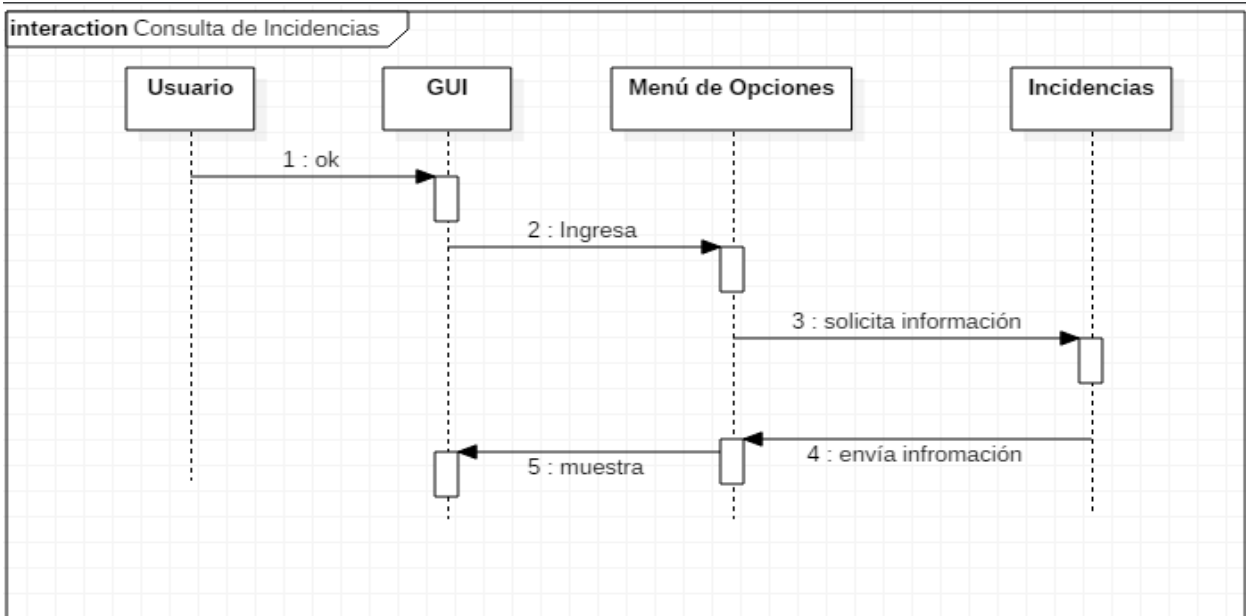 interaction Consulta de Incidencias
Usuario
GUI
Menú de Opciones
Incidencias
1 : ok
2 : Ingresa
3 : solicita información
4 : envía infromación
5 : muestra